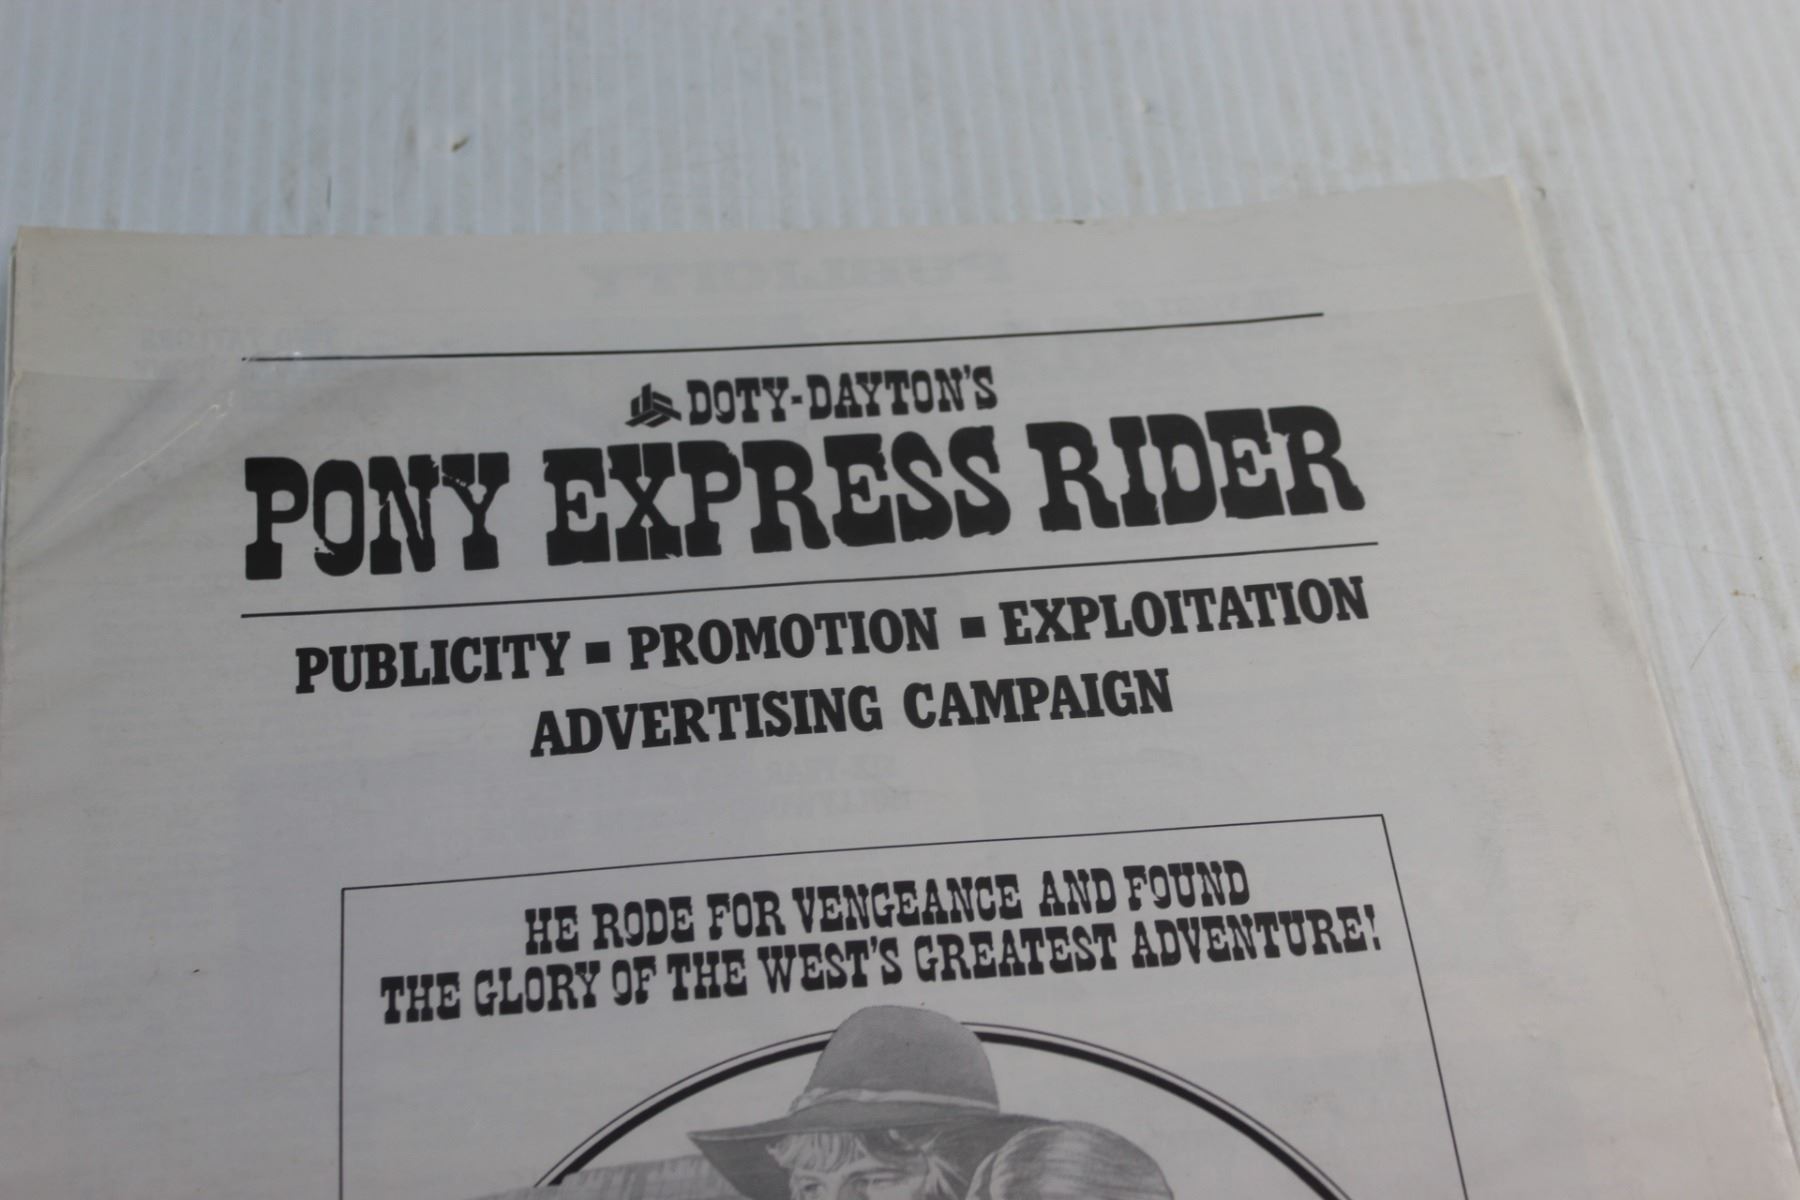 DOTY-DAYTON'S
PONY EXPRESS RIDER
PUBLICITY ▪ PROMOTION ▪ EXPLOITATION
ADVERTISING CAMPAIGN
HE RODE FOR VENGEANCE AND FOUND
THE GLORY OF THE WEST'S GREATEST ADVENTURE!